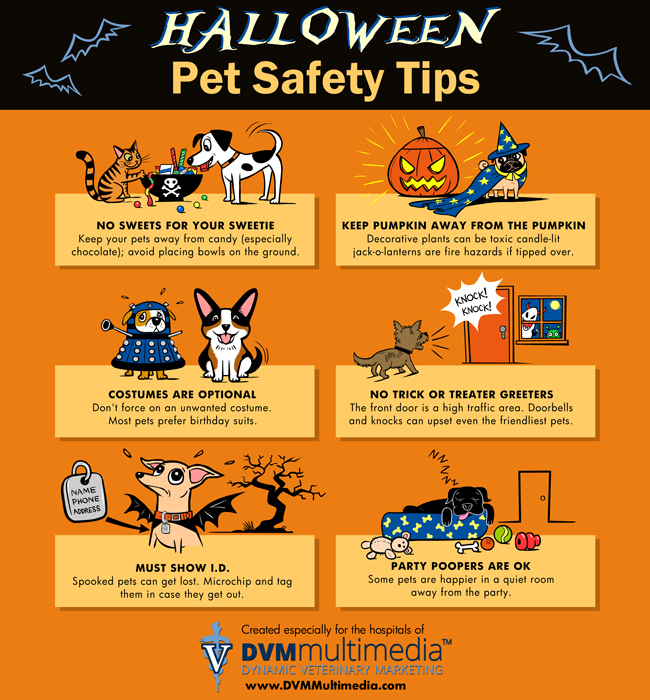 HALLOWEEN
Pet Safety Tips
NO SWEETS FOR YOUR SWEETIE
Keep your pets away from candy (especially
chocolate); avoid placing bowls on the ground.
KEEP PUMPKIN AWAY FROM THE PUMPKIN
Decorative plants can be toxic candle-lit
jack-o-lanterns are fire hazards if tipped over.
COSTUMES ARE OPTIONAL
Don't force on an unwanted costume.
Most pets prefer birthday suits.
KNOCK!
KNOCK!
NO TRICK OR TREATER GREETERS
The front door is a high traffic area. Doorbells
and knocks can upset even the friendliest pets.
NAME
PHONE
ADDRESS
MUST SHOW I.D.
Spooked pets can get lost. Microchip and tag
them in case they get out.
ZZZZZZ
PARTY POOPERS ARE OK
Some pets are happier in a quiet room
away from the party.
Created especially for the hospitals of
V DVMmultimedia™
DYNAMIC VETERINARY MARKETING
www.DVMMultimedia.com